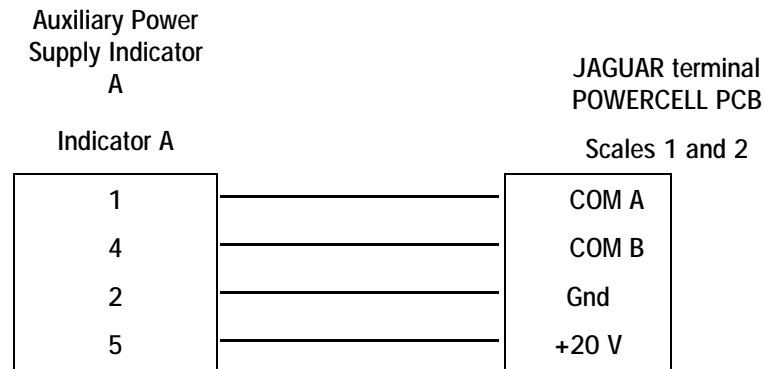 Auxiliary Power
Supply Indicator
A
Indicator A
JAGUAR terminal
POWERCELL PCB
Scales 1 and 2
1 COM A
4 COM B
2 Gnd
5 +20 V